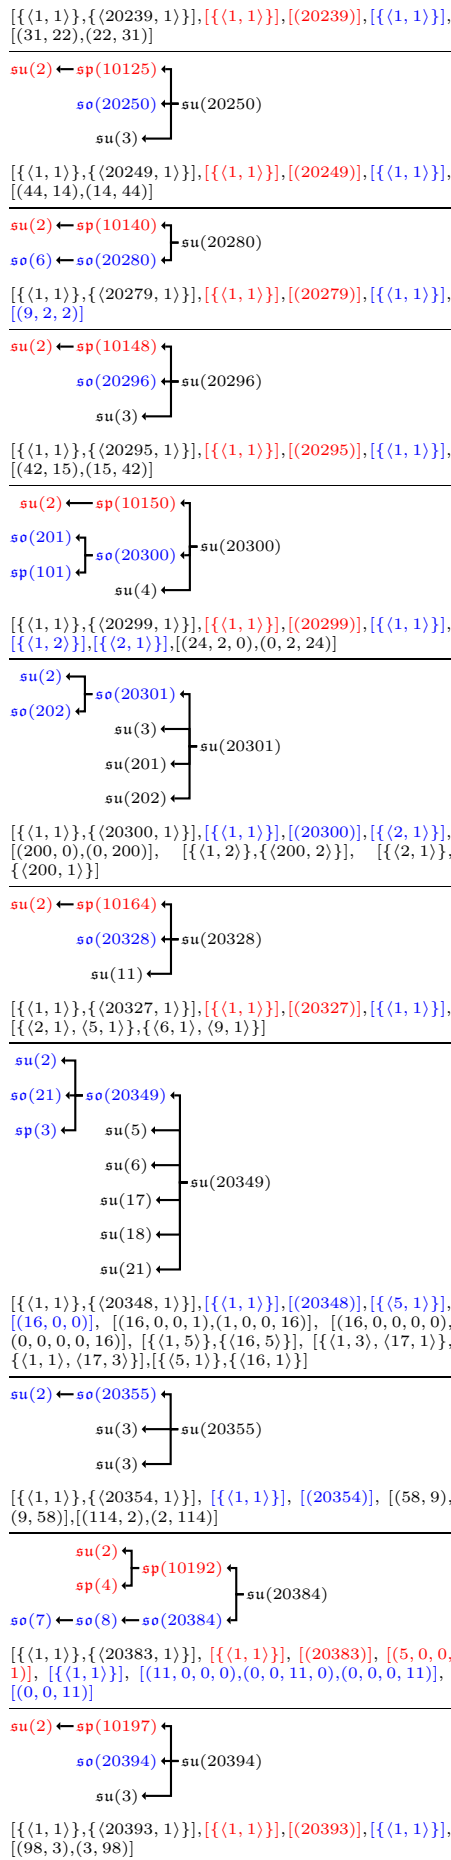 [{⟨1, 1⟩},{⟨20239, 1⟩}],[{⟨1, 1⟩}],[(20239)],[{⟨1, 1⟩}],
[(31, 22),(22, 31)]
𝔰𝔲(2) 𝔰𝔭(10125)
𝔰𝔬(20250) 𝔰𝔲(20250)
𝔰𝔲(3)
[{⟨1, 1⟩},{⟨20249, 1⟩}],[{⟨1, 1⟩}],[(20249)],[{⟨1, 1⟩}],
[(44, 14),(14, 44)]
𝔰𝔲(2) 𝔰𝔭(10140)
𝔰𝔲(20280)
𝔰𝔬(6) 𝔰𝔬(20280)
[{⟨1, 1⟩},{⟨20279, 1⟩}],[{⟨1, 1⟩}],[(20279)],[{⟨1, 1⟩}],
[(9, 2, 2)]
𝔰𝔲(2) 𝔰𝔭(10148)
𝔰𝔬(20296) 𝔰𝔲(20296)
𝔰𝔲(3)
[{⟨1, 1⟩},{⟨20295, 1⟩}],[{⟨1, 1⟩}],[(20295)],[{⟨1, 1⟩}],
[(42, 15),(15, 42)]
𝔰𝔲(2) 𝔰𝔭(10150)
𝔰𝔬(201)
𝔰𝔬(20300) 𝔰𝔲(20300)
𝔰𝔭(101)
𝔰𝔲(4)
[{⟨1, 1⟩},{⟨20299, 1⟩}],[{⟨1, 1⟩}],[(20299)],[{⟨1, 1⟩}],
[{⟨1, 2⟩}],[{⟨2, 1⟩}],[(24, 2, 0),(0, 2, 24)]
𝔰𝔲(2)
𝔰𝔬(20301)
𝔰𝔬(202)
𝔰𝔲(3)
𝔰𝔲(20301)
𝔰𝔲(201)
𝔰𝔲(202)
[{⟨1, 1⟩},{⟨20300, 1⟩}],[{⟨1, 1⟩}],[(20300)],[{⟨2, 1⟩}],
[(200, 0),(0, 200)], [{⟨1, 2⟩},{⟨200, 2⟩}], [{⟨2, 1⟩},
{⟨200, 1⟩}]
𝔰𝔲(2) 𝔰𝔭(10164)
𝔰𝔬(20328) 𝔰𝔲(20328)
𝔰𝔲(11)
[{⟨1, 1⟩},{⟨20327, 1⟩}],[{⟨1, 1⟩}],[(20327)],[{⟨1, 1⟩}],
[{⟨2, 1⟩, ⟨5, 1⟩},{⟨6, 1⟩, ⟨9, 1⟩}]
𝔰𝔲(2)
𝔰𝔬(21) 𝔰𝔬(20349)
𝔰𝔭(3) 𝔰𝔲(5)
𝔰𝔲(6)
𝔰𝔲(20349)
𝔰𝔲(17)
𝔰𝔲(18)
𝔰𝔲(21)
[{⟨1, 1⟩},{⟨20348, 1⟩}],[{⟨1, 1⟩}],[(20348)],[{⟨5, 1⟩}],
[(16, 0, 0)], [(16, 0, 0, 1),(1, 0, 0, 16)], [(16, 0, 0, 0, 0),
(0, 0, 0, 0, 16)], [{⟨1, 5⟩},{⟨16, 5⟩}], [{⟨1, 3⟩, ⟨17, 1⟩},
{⟨1, 1⟩, ⟨17, 3⟩}],[{⟨5, 1⟩},{⟨16, 1⟩}]
𝔰𝔲(2) 𝔰𝔬(20355)
𝔰𝔲(3) 𝔰𝔲(20355)
𝔰𝔲(3)
[{⟨1, 1⟩},{⟨20354, 1⟩}], [{⟨1, 1⟩}], [(20354)], [(58, 9),
(9, 58)],[(114, 2),(2, 114)]
𝔰𝔲(2)
𝔰𝔭(10192)
𝔰𝔭(4)
𝔰𝔲(20384)
𝔰𝔬(7) 𝔰𝔬(8) 𝔰𝔬(20384)
[{⟨1, 1⟩},{⟨20383, 1⟩}], [{⟨1, 1⟩}], [(20383)], [(5, 0, 0,
1)], [{⟨1, 1⟩}], [(11, 0, 0, 0),(0, 0, 11, 0),(0, 0, 0, 11)],
[(0, 0, 11)]
𝔰𝔲(2) 𝔰𝔭(10197)
𝔰𝔬(20394) 𝔰𝔲(20394)
𝔰𝔲(3)
[{⟨1, 1⟩},{⟨20393, 1⟩}],[{⟨1, 1⟩}],[(20393)],[{⟨1, 1⟩}],
[(98, 3),(3, 98)]